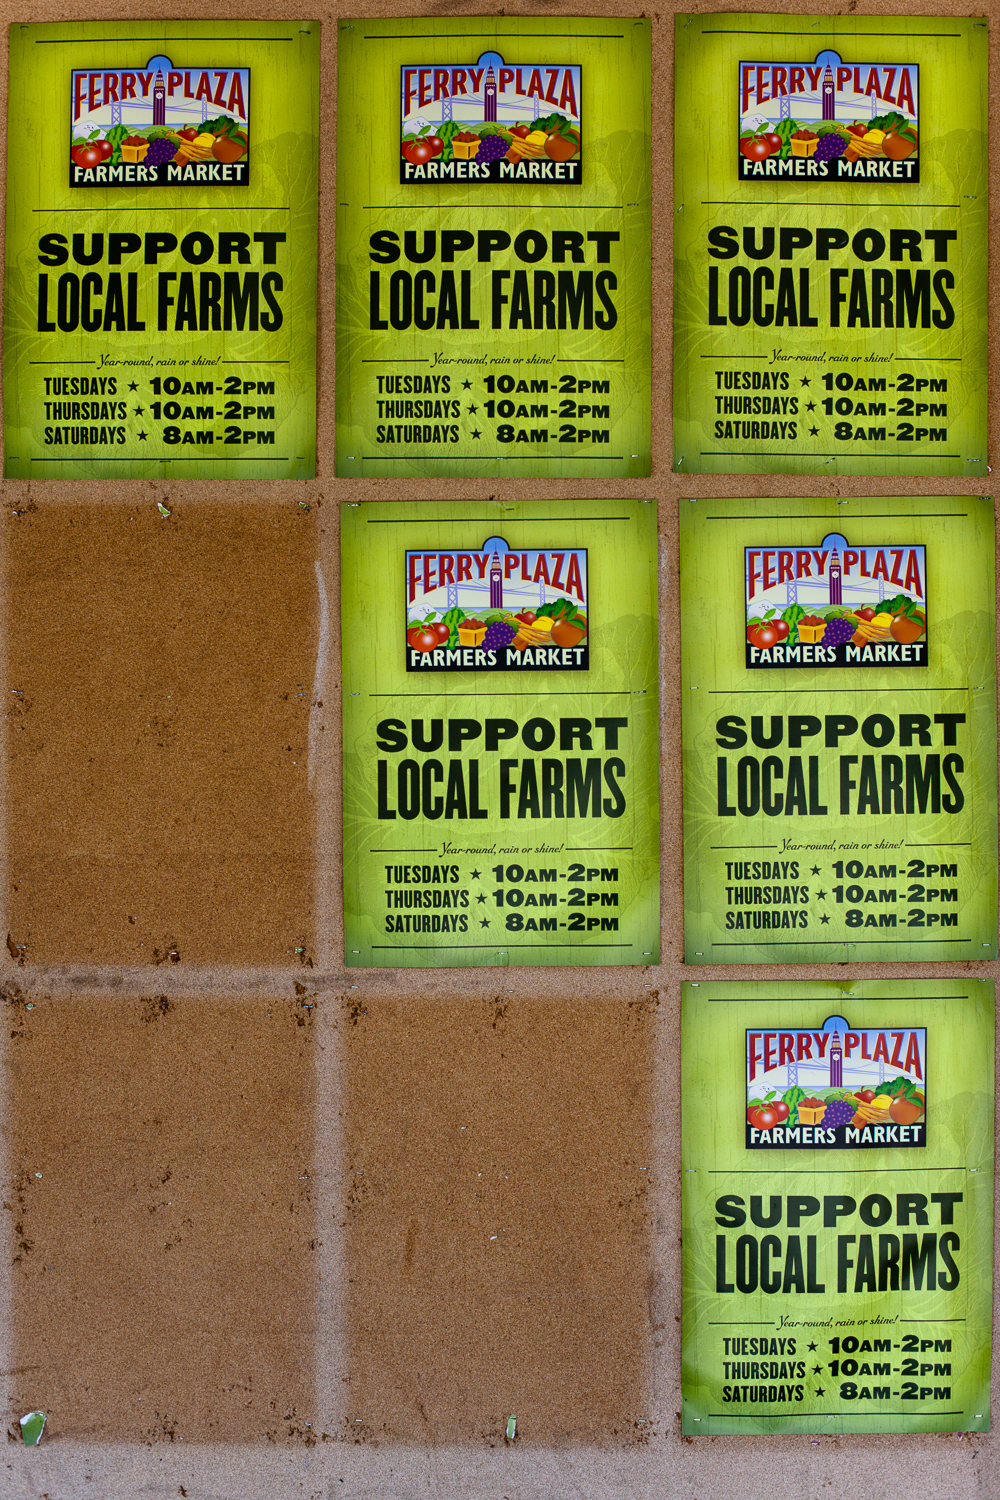 FERRY PLAZA
FARMERS MARKET
SUPPORT
LOCAL FARMS
Year-round, rain or shine!
TUESDAYS ★ 10AM-2PM
THURSDAYS ★ 10AM-2PM
SATURDAYS ★ 8AM-2PM
FERRY PLAZA
FARMERS MARKET
SUPPORT
LOCAL FARMS
Year-round, rain or shine!
TUESDAYS ★ 10AM-2PM
THURSDAYS ★ 10AM-2PM
SATURDAYS ★ 8AM-2PM
FERRY PLAZA
FARMERS MARKET
SUPPORT
LOCAL FARMS
Year-round, rain or shine!
TUESDAYS ★ 10AM-2PM
THURSDAYS ★ 10AM-2PM
SATURDAYS ★ 8AM-2PM
FERRY PLAZA
FARMERS MARKET
SUPPORT
LOCAL FARMS
Year-round, rain or shine!
TUESDAYS ★ 10AM-2PM
THURSDAYS ★ 10AM-2PM
SATURDAYS ★ 8AM-2PM
FERRY PLAZA
FARMERS MARKET
SUPPORT
LOCAL FARMS
Year-round, rain or shine!
TUESDAYS ★ 10AM-2PM
THURSDAYS ★ 10AM-2PM
SATURDAYS ★ 8AM-2PM
FERRY PLAZA
FARMERS MARKET
SUPPORT
LOCAL FARMS
Year-round, rain or shine!
TUESDAYS ★ 10AM-2PM
THURSDAYS ★ 10AM-2PM
SATURDAYS ★ 8AM-2PM